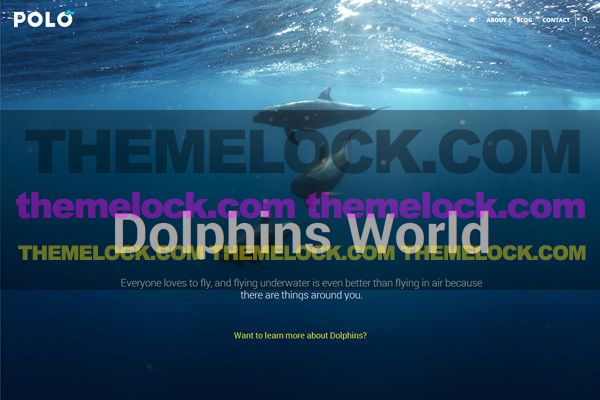 POLO
ABOUT BLOG CONTACT
THEMELOCK.COM
themelock.com themelock.com
Dolphins World
THEMELOCK.COM THEMELOCK.COM THEMELOCK.COM
Everyone loves to fly, and flying underwater is even better than flying in air because
there are things around you.
Want to learn more about Dolphins?